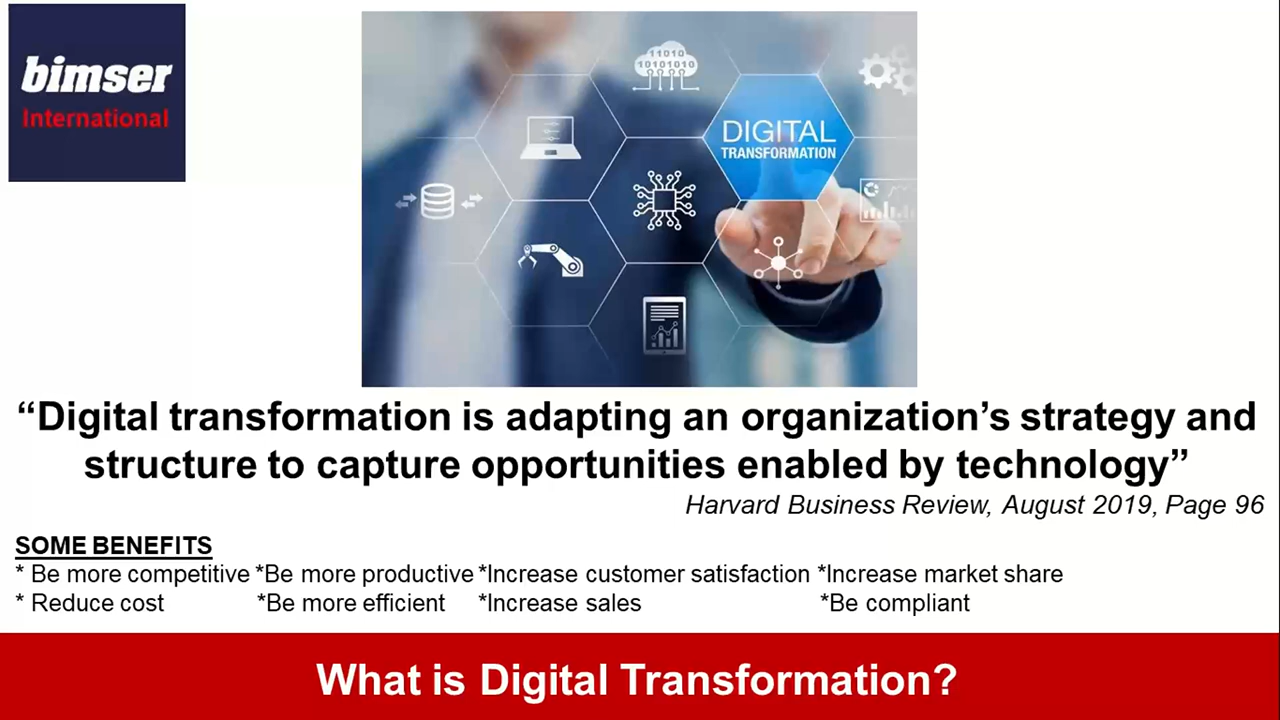 bimser
International
11010
10101010
DIGITAL
TRANSFORMATION
“Digital transformation is adapting an organization’s strategy and
structure to capture opportunities enabled by technology”
Harvard Business Review, August 2019, Page 96
SOME BENEFITS
* Be more competitive *Be more productive *Increase customer satisfaction *Increase market share
* Reduce cost *Be more efficient *Increase sales *Be compliant
What is Digital Transformation?